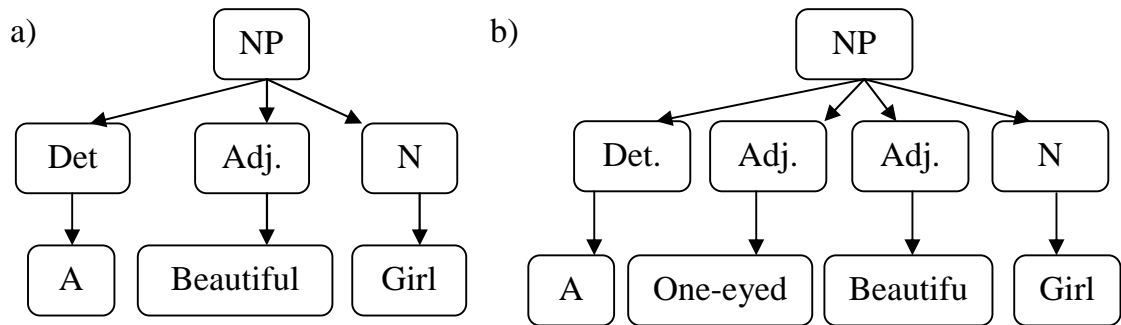 a)
NP
Det
Adj.
N
A
Beautiful
Girl
b)
NP
Det.
Adj.
Adj.
N
A
One-eyed
Beautifu
Girl